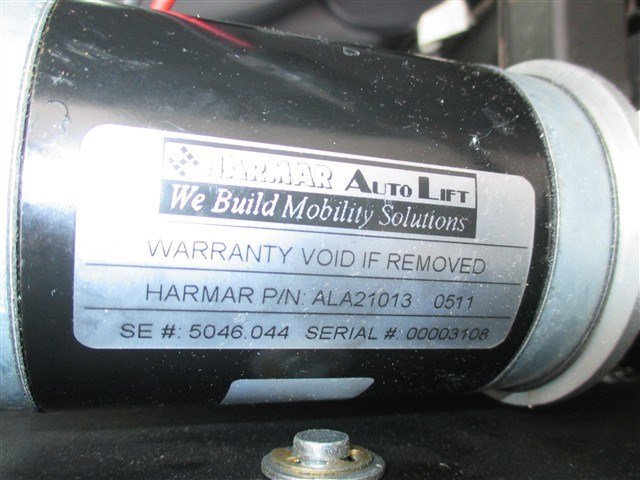 HARMAR AUTO LIFT
We Build Mobility Solutions
WARRANTY VOID IF REMOVED
HARMAR P/N: ALA21013 0511
SE #: 5046.044 SERIAL #: 00003108